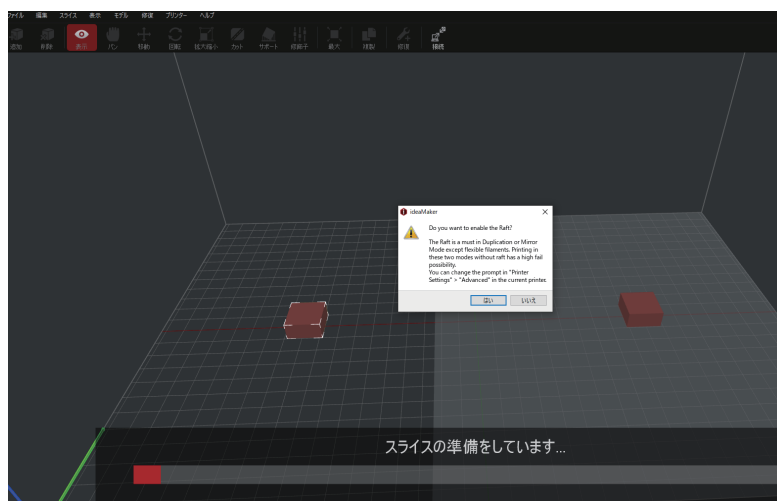 ファイル 編集 スライス 表示 モデル 修復 プリンター ヘルプ
追加 削除 表示 パン 移動 回転 拡大縮小 カット サポート 修飾子 最大 複製 修復 接続
ideaMaker
Do you want to enable the Raft?
The Raft is a must in Duplication or Mirror
Mode except flexible filaments. Printing in
these two modes without raft has a high fail
possibility.
You can change the prompt in "Printer
Settings" > "Advanced" in the current printer.
はい いいえ
スライスの準備をしています...